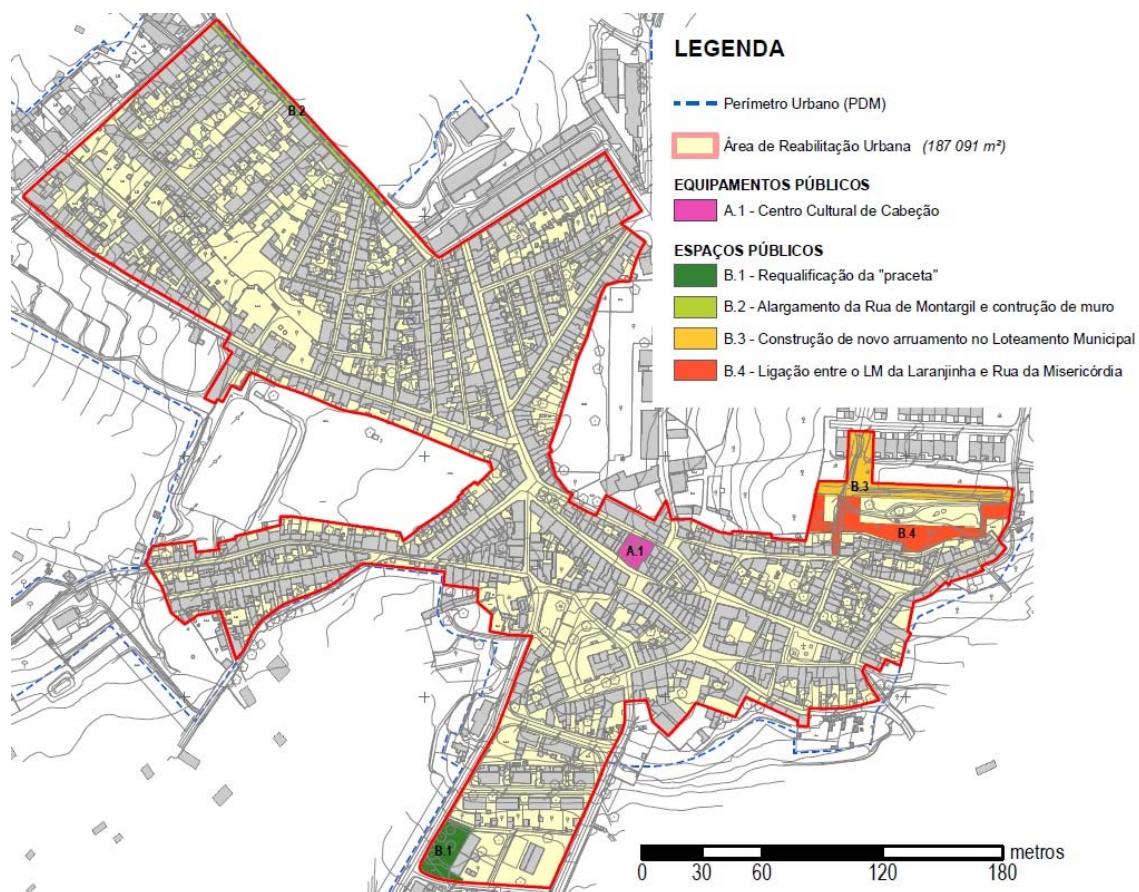 LEGENDA
Perímetro Urbano (PDM)
Área de Reabilitação Urbana (187 091 m²)
EQUIPAMENTOS PÚBLICOS
A.1 - Centro Cultural de Cabeção
ESPAÇOS PÚBLICOS
B.1 - Requalificação da "praceta"
B.2 - Alargamento da Rua de Montargil e contrução de muro
B.3 - Construção de novo arruamento no Loteamento Municipal
B.4 - Ligação entre o LM da Laranjinha e Rua da Misericórdia
B.2
B.3
B.4
A.1
B.1
metros
0 30 60 120 180